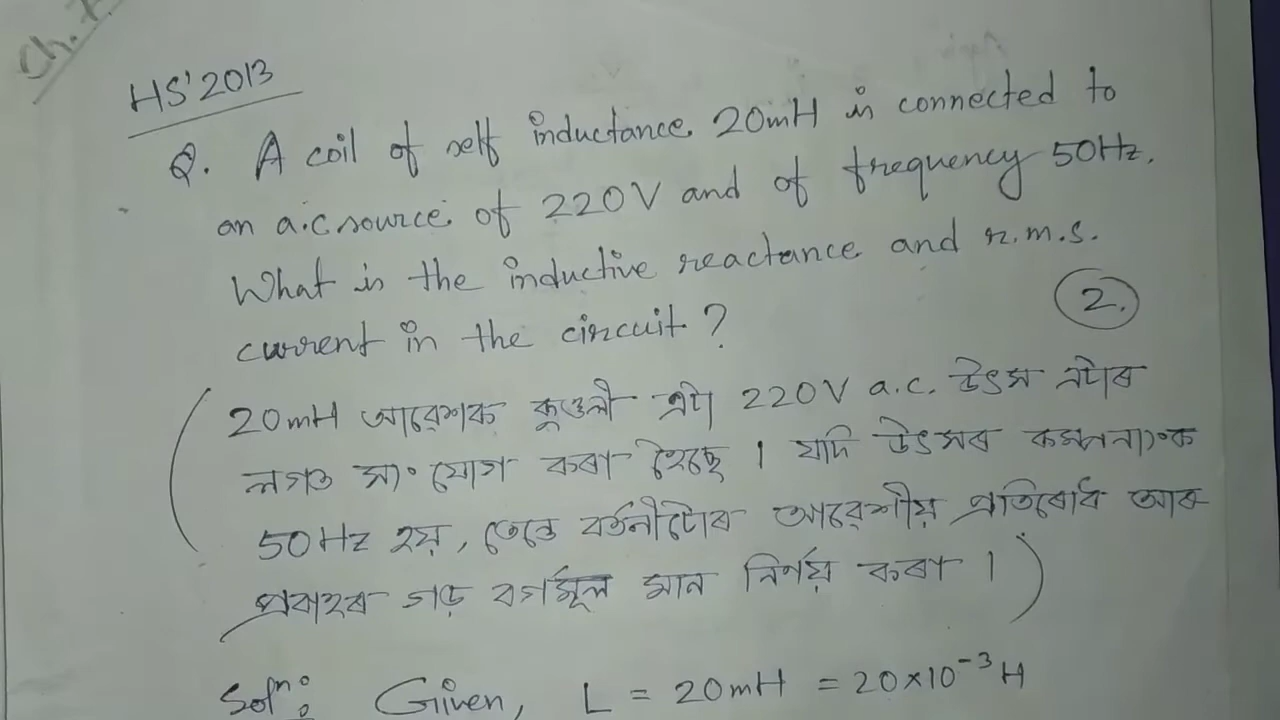 Ch. 7
HS'2013
Q. A coil of self inductance 20mH is connected to
an a.c source of 220V and of frequency 50Hz.
What is the inductive reactance and r.m.s.
current in the circuit?
(2.)
(20mH আৱেশক কুণ্ডলী এটা 220V a.c. উৎস এটাৰ
লগত সংযোগ কৰা হৈছে। যদি উৎসৰ কম্পনাংক
50Hz হয়, তেন্তে বৰ্তনীটোৰ আৱেশীয় প্ৰতিৰোধ আৰু
প্ৰবাহৰ গড় বৰ্গমূল মান নিৰ্ণয় কৰা।)
Solⁿ: Given, L = 20mH = 20×10⁻³H